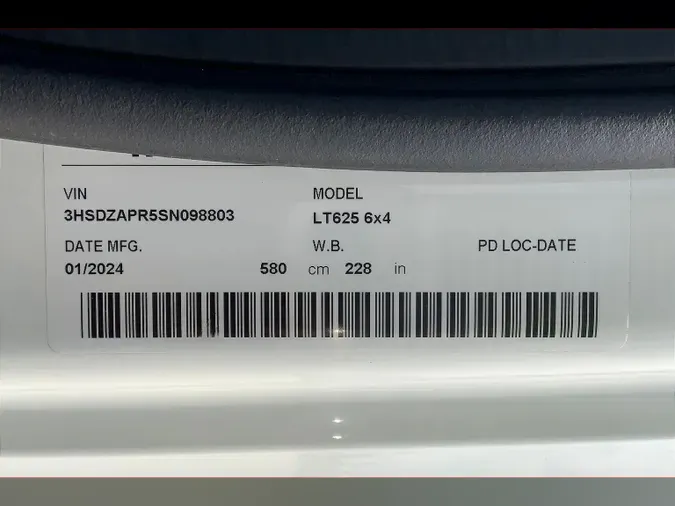 VIN MODEL
3HSDZAPR5SN098803 LT625 6x4
DATE MFG. W.B. PD LOC-DATE
01/2024 580 cm 228 in